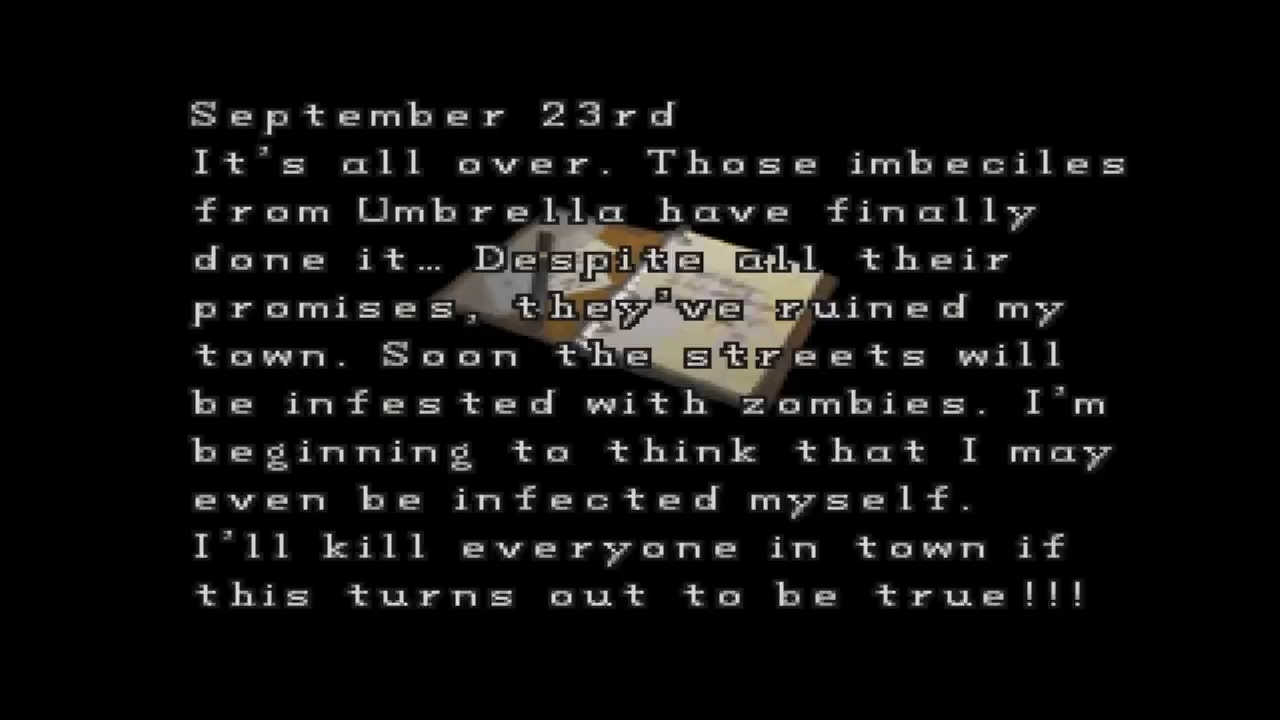 September 23rd
It's all over. Those imbeciles
from Umbrella have finally
done it… Despite all their
promises, they've ruined my
town. Soon the streets will
be infested with zombies. I'm
beginning to think that I may
even be infected myself.
I'll kill everyone in town if
this turns out to be true!!!